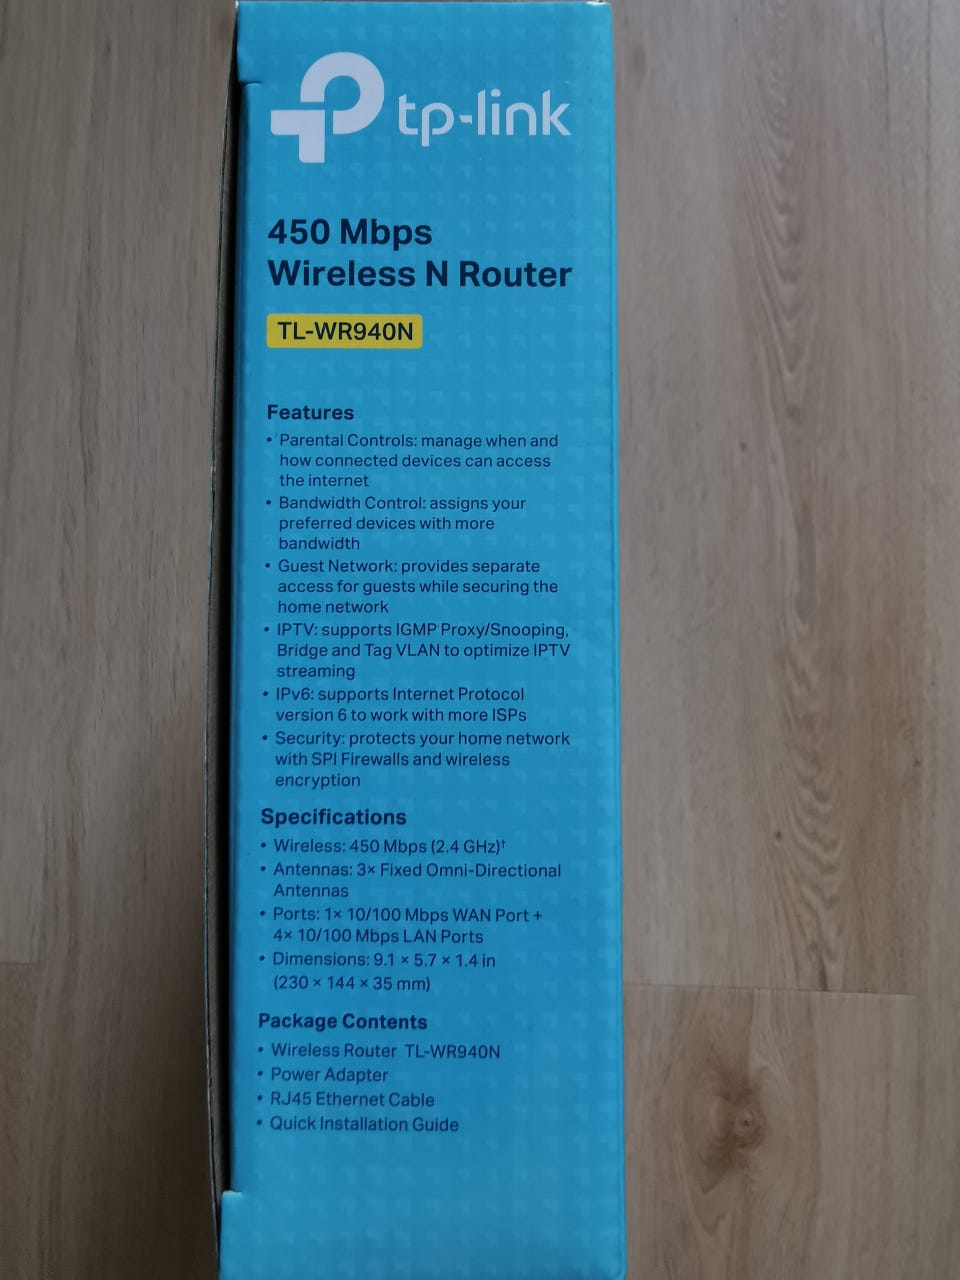 tp-link
450 Mbps
Wireless N Router
TL-WR940N
Features
• Parental Controls: manage when and
how connected devices can access
the internet
• Bandwidth Control: assigns your
preferred devices with more
bandwidth
• Guest Network: provides separate
access for guests while securing the
home network
• IPTV: supports IGMP Proxy/Snooping,
Bridge and Tag VLAN to optimize IPTV
streaming
• IPv6: supports Internet Protocol
version 6 to work with more ISPs
• Security: protects your home network
with SPI Firewalls and wireless
encryption
Specifications
• Wireless: 450 Mbps (2.4 GHz)†
• Antennas: 3× Fixed Omni-Directional
Antennas
• Ports: 1× 10/100 Mbps WAN Port +
4× 10/100 Mbps LAN Ports
• Dimensions: 9.1 × 5.7 × 1.4 in
(230 × 144 × 35 mm)
Package Contents
• Wireless Router TL-WR940N
• Power Adapter
• RJ45 Ethernet Cable
• Quick Installation Guide